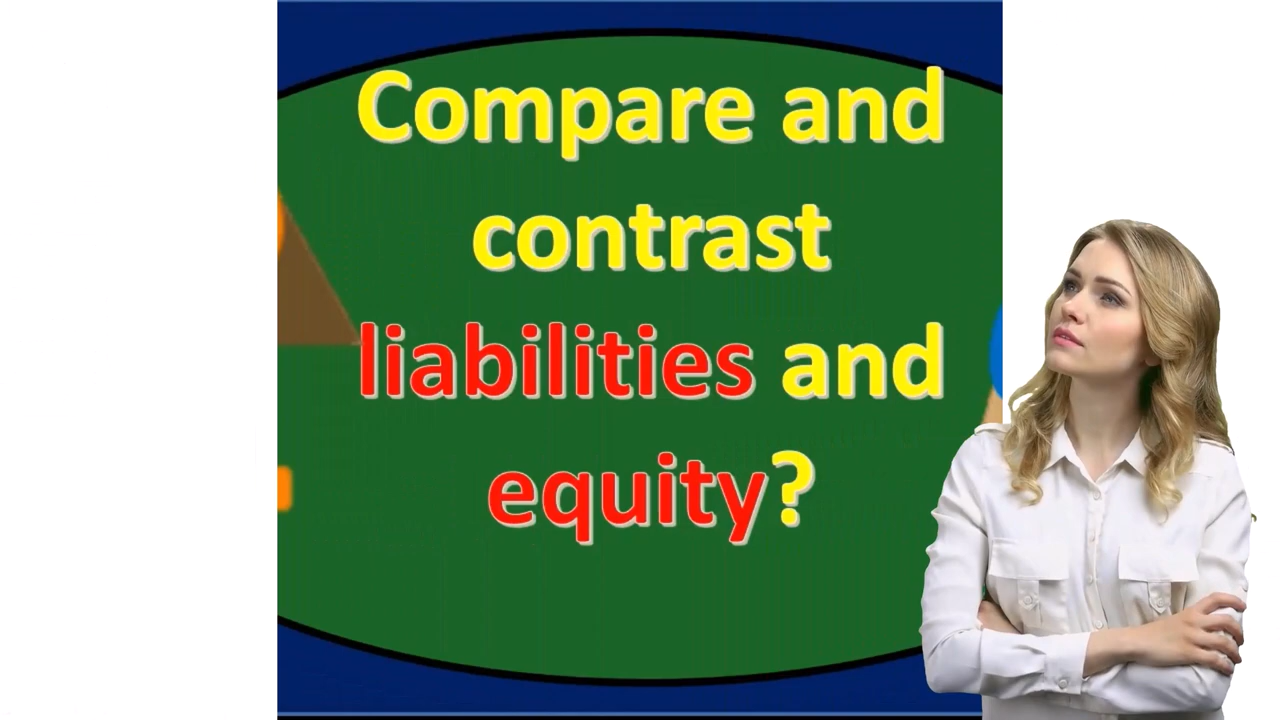 Compare and
contrast
liabilities and
equity?